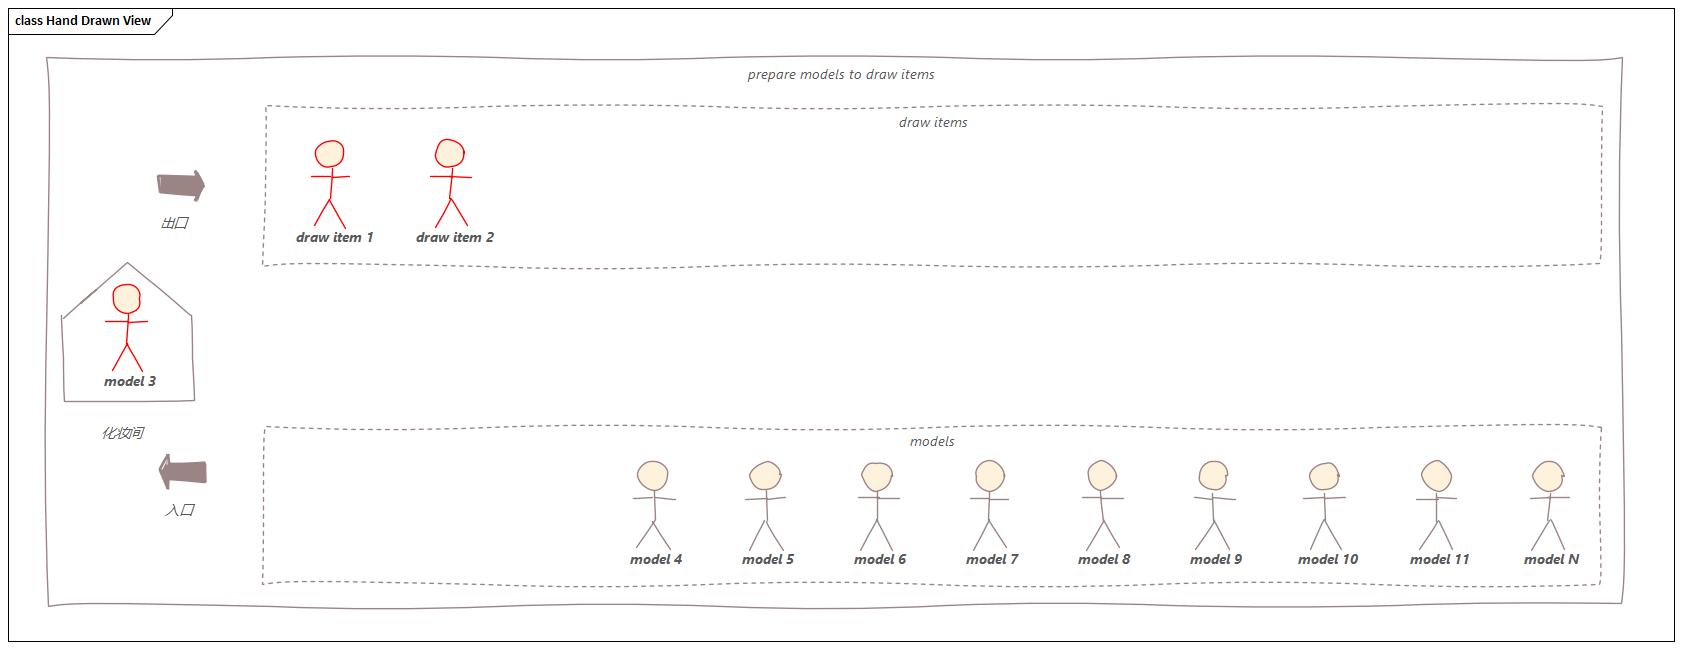 class Hand Drawn View
prepare models to draw items
draw items
draw item 1
draw item 2
出口
model 3
化妆间
入口
models
model 4
model 5
model 6
model 7
model 8
model 9
model 10
model 11
model N